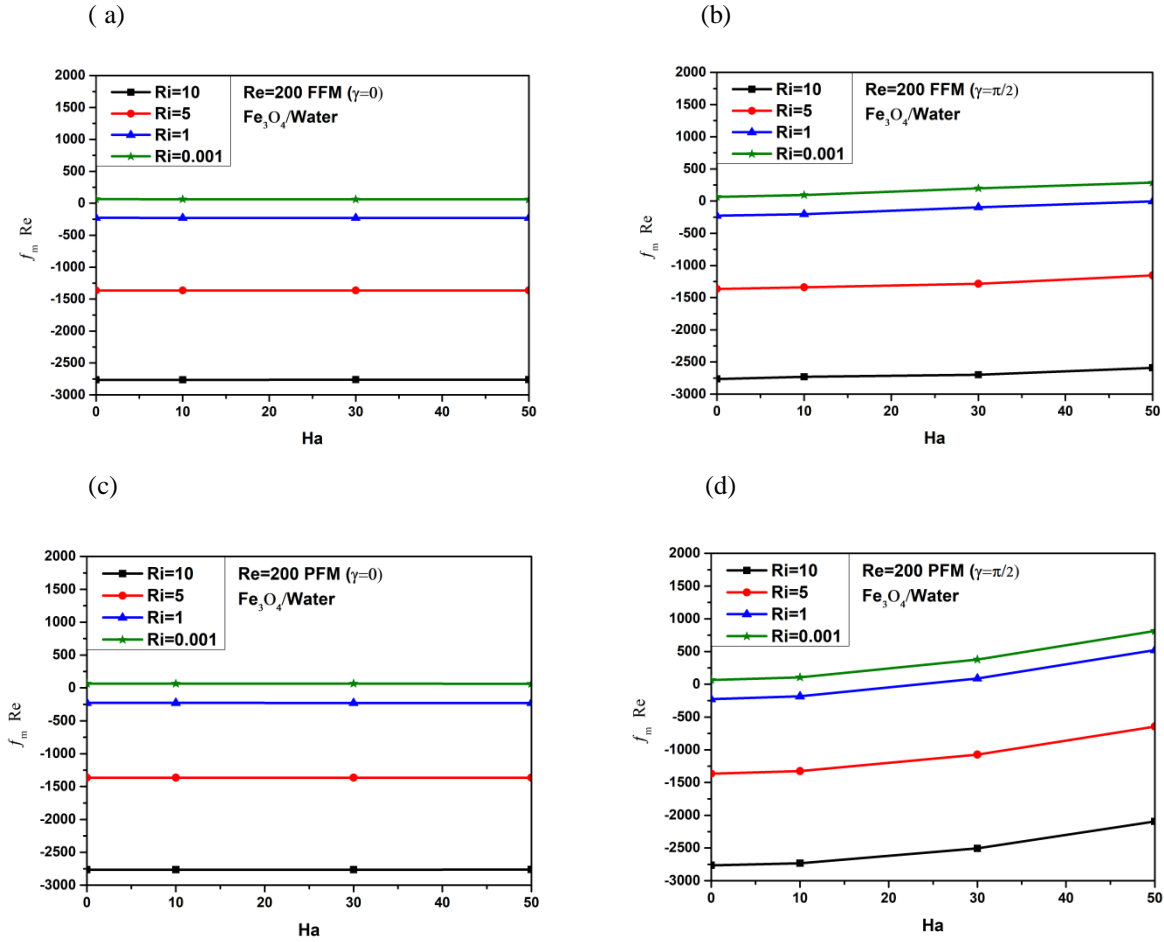 ( a)
(b)
2000
1500
1000
500
0
-500
-1000
-1500
-2000
-2500
-3000
Ri=10
Ri=5
Ri=1
Ri=0.001
Re=200 FFM (γ=0)
Fe₃O₄/Water
fₘ Re
0 10 20 30 40 50
Ha
2000
1500
1000
500
0
-500
-1000
-1500
-2000
-2500
-3000
Ri=10
Ri=5
Ri=1
Ri=0.001
Re=200 FFM (γ=π/2)
Fe₃O₄/Water
fₘ Re
0 10 20 30 40 50
Ha
(c)
(d)
2000
1500
1000
500
0
-500
-1000
-1500
-2000
-2500
-3000
Ri=10
Ri=5
Ri=1
Ri=0.001
Re=200 PFM (γ=0)
Fe₃O₄/Water
fₘ Re
0 10 20 30 40 50
Ha
2000
1500
1000
500
0
-500
-1000
-1500
-2000
-2500
-3000
Ri=10
Ri=5
Ri=1
Ri=0.001
Re=200 PFM (γ=π/2)
Fe₃O₄/Water
fₘ Re
0 10 20 30 40 50
Ha